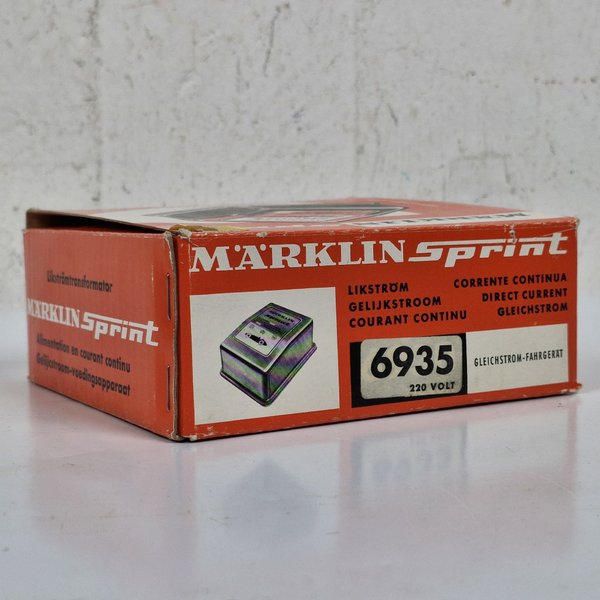 Likströmtransformator
MÄRKLIN Sprint
Alimentation en courant continu
Gelijkstroom-voedingsapparaat
MÄRKLIN Sprint
LIKSTRÖM
GELIJKSTROOM
COURANT CONTINU
CORRENTE CONTINUA
DIRECT CURRENT
GLEICHSTROM
6935
220 VOLT
GLEICHSTROM-FAHRGERÄT